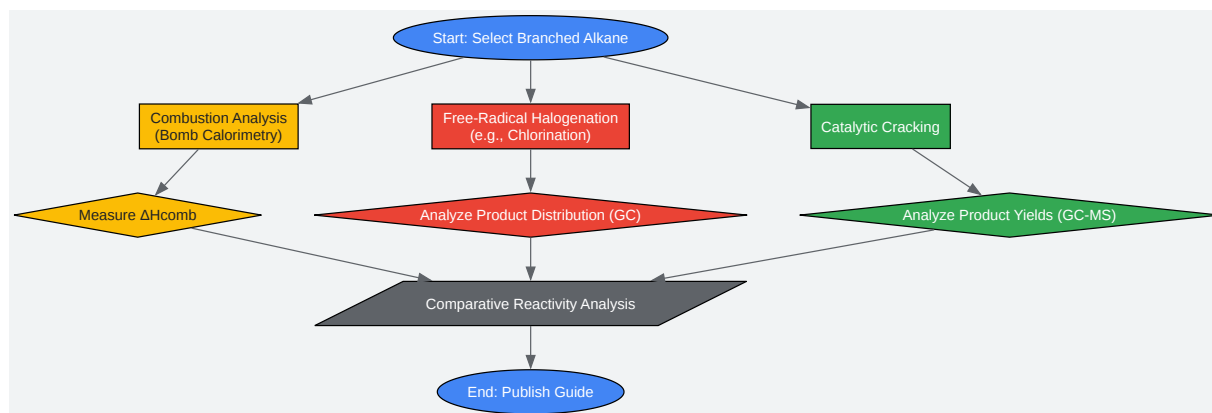 Start: Select Branched Alkane
Combustion Analysis
(Bomb Calorimetry)
Free-Radical Halogenation
(e.g., Chlorination)
Catalytic Cracking
Measure ΔHcomb
Analyze Product Distribution (GC)
Analyze Product Yields (GC-MS)
Comparative Reactivity Analysis
End: Publish Guide